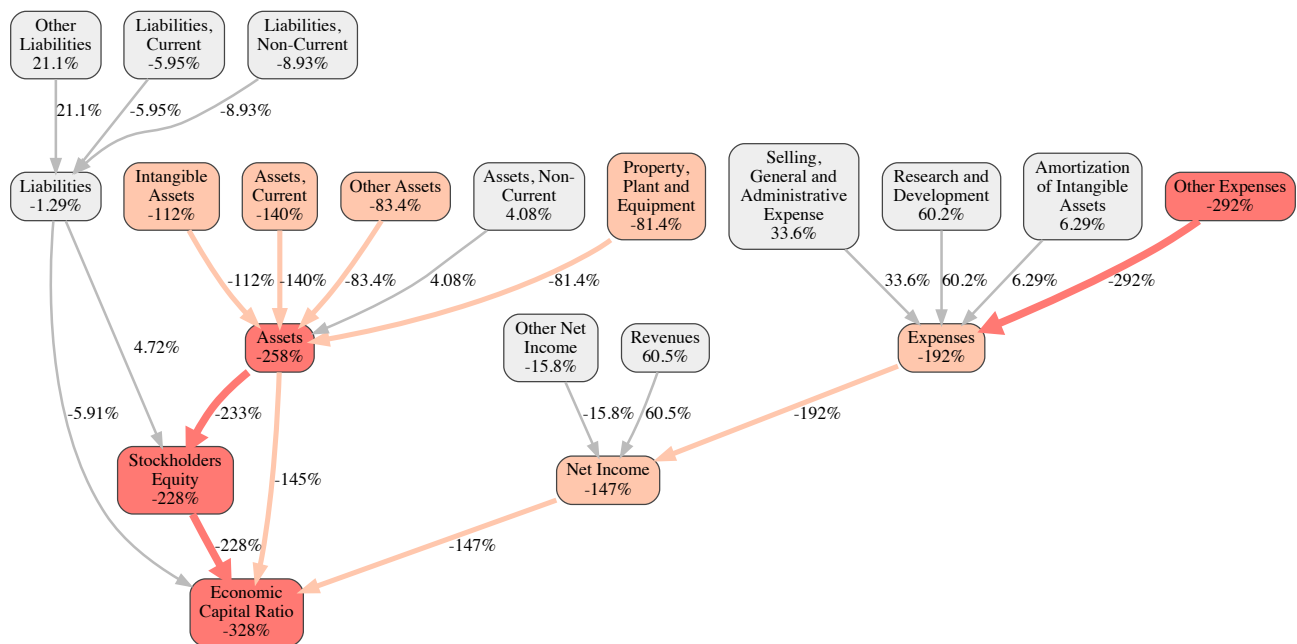 Other
Liabilities
21.1%
Liabilities,
Current
-5.95%
Liabilities,
Non-Current
-8.93%
21.1%
-5.95%
-8.93%
Liabilities
-1.29%
Intangible
Assets
-112%
Assets,
Current
-140%
Other Assets
-83.4%
Assets, Non-
Current
4.08%
Property,
Plant and
Equipment
-81.4%
Selling,
General and
Administrative
Expense
33.6%
Research and
Development
60.2%
Amortization
of Intangible
Assets
6.29%
Other Expenses
-292%
-112%
-140%
-83.4%
4.08%
-81.4%
33.6%
60.2%
6.29%
-292%
Assets
-258%
Other Net
Income
-15.8%
Revenues
60.5%
Expenses
-192%
4.72%
-5.91%
-233%
-15.8%
60.5%
-192%
Stockholders
Equity
-228%
-145%
Net Income
-147%
-228%
-147%
Economic
Capital Ratio
-328%